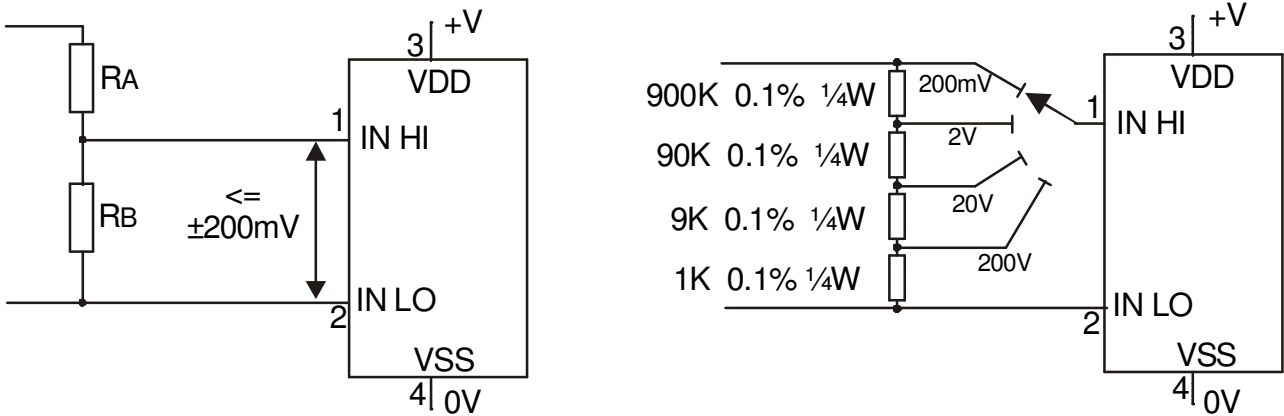 +V
3
VDD
RA
1
IN HI
RB
<=
±200mV
IN LO
2
VSS
4
0V
+V
3
VDD
900K 0.1% ¼W
200mV
1
IN HI
2V
90K 0.1% ¼W
20V
9K 0.1% ¼W
200V
1K 0.1% ¼W
IN LO
2
VSS
4
0V